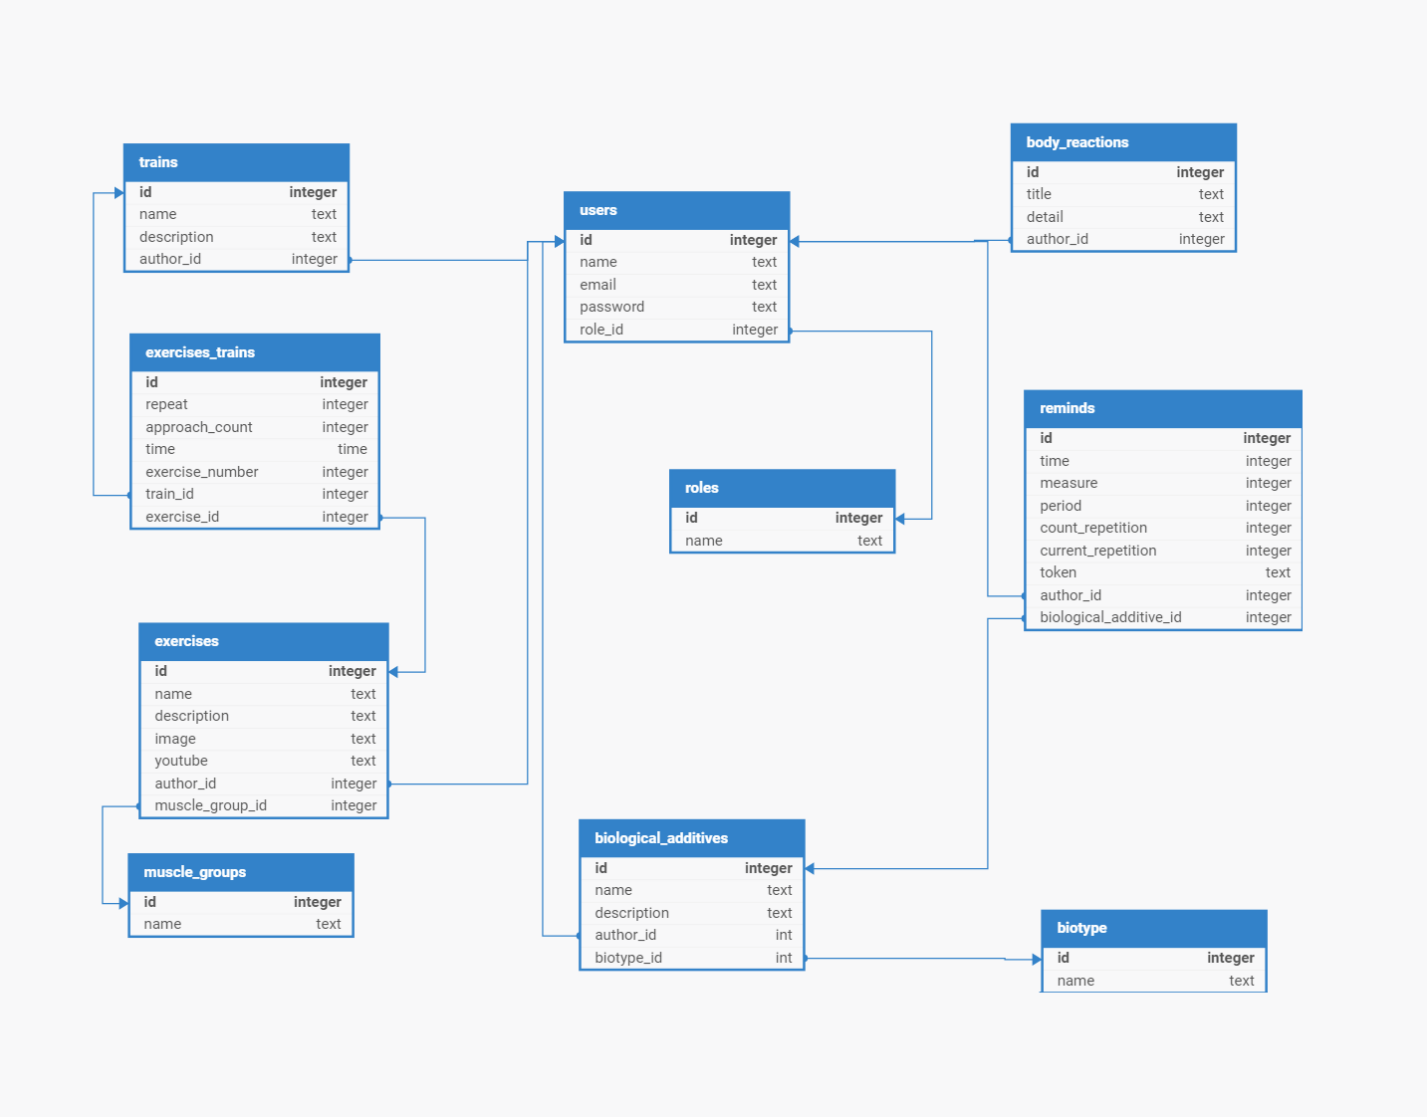 trains
id integer
name text
description text
author_id integer
exercises_trains
id integer
repeat integer
approach_count integer
time time
exercise_number integer
train_id integer
exercise_id integer
exercises
id integer
name text
description text
image text
youtube text
author_id integer
muscle_group_id integer
muscle_groups
id integer
name text
users
id integer
name text
email text
password text
role_id integer
roles
id integer
name text
biological_additives
id integer
name text
description text
author_id int
biotype_id int
body_reactions
id integer
title text
detail text
author_id integer
reminds
id integer
time integer
measure integer
period integer
count_repetition integer
current_repetition integer
token text
author_id integer
biological_additive_id integer
biotype
id integer
name text